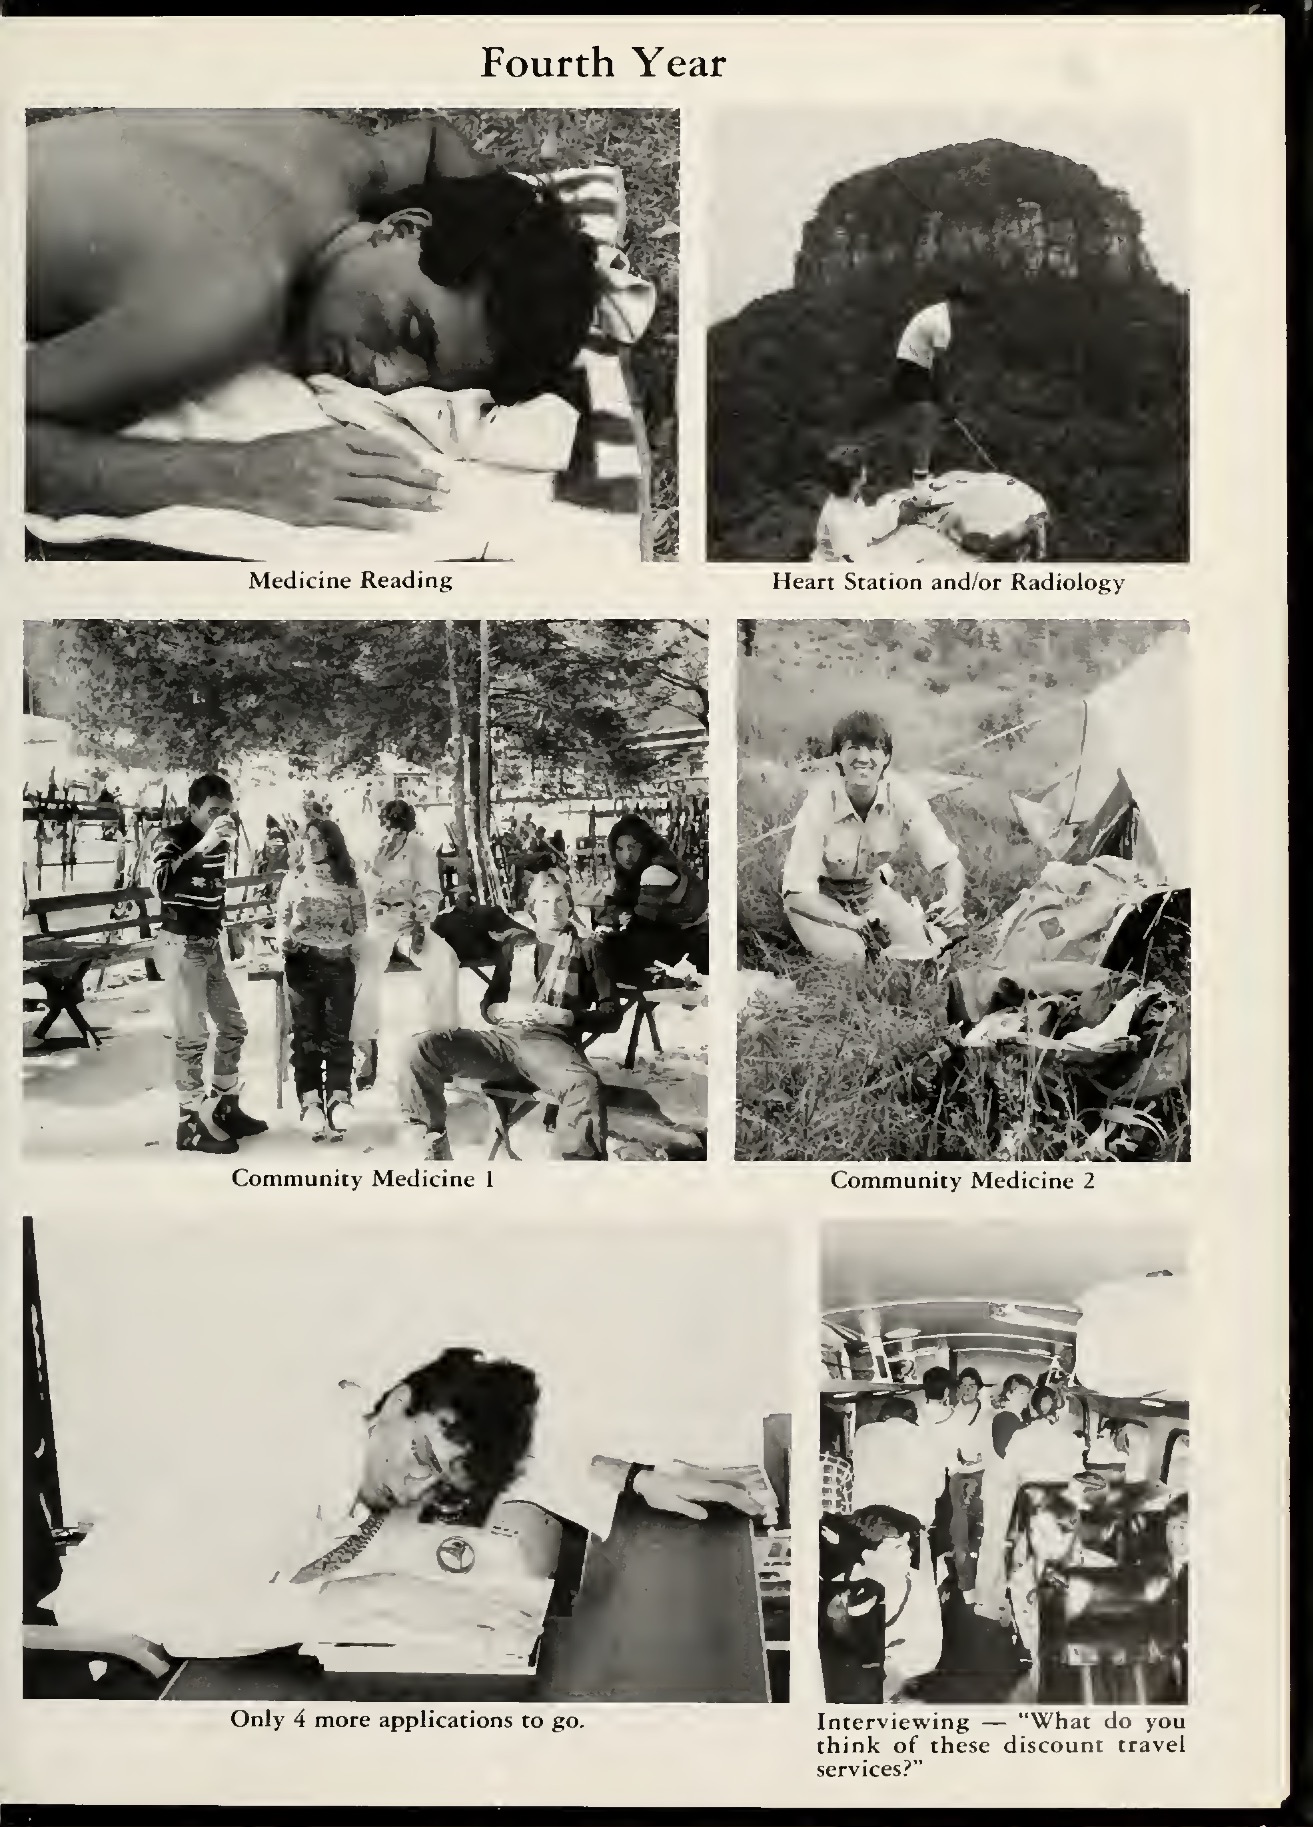 Fourth Year
Medicine Reading
Heart Station and/or Radiology
Community Medicine 1
Community Medicine 2
Only 4 more applications to go.
Interviewing — "What do you
think of these discount travel
services?"